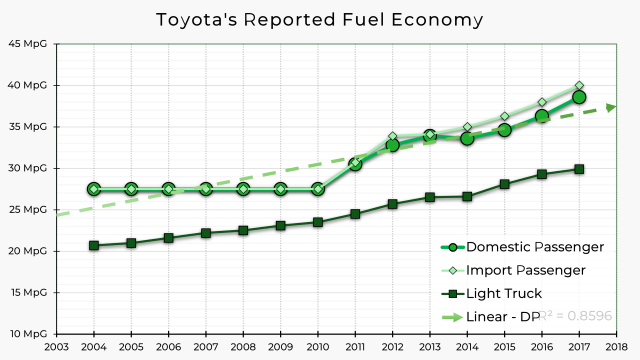 Toyota's Reported Fuel Economy
45 MpG
40 MpG
35 MpG
30 MpG
25 MpG
20 MpG
15 MpG
10 MpG
2003 2004 2005 2006 2007 2008 2009 2010 2011 2012 2013 2014 2015 2016 2017 2018
Domestic Passenger
Import Passenger
Light Truck
Linear - DP R² = 0.8596